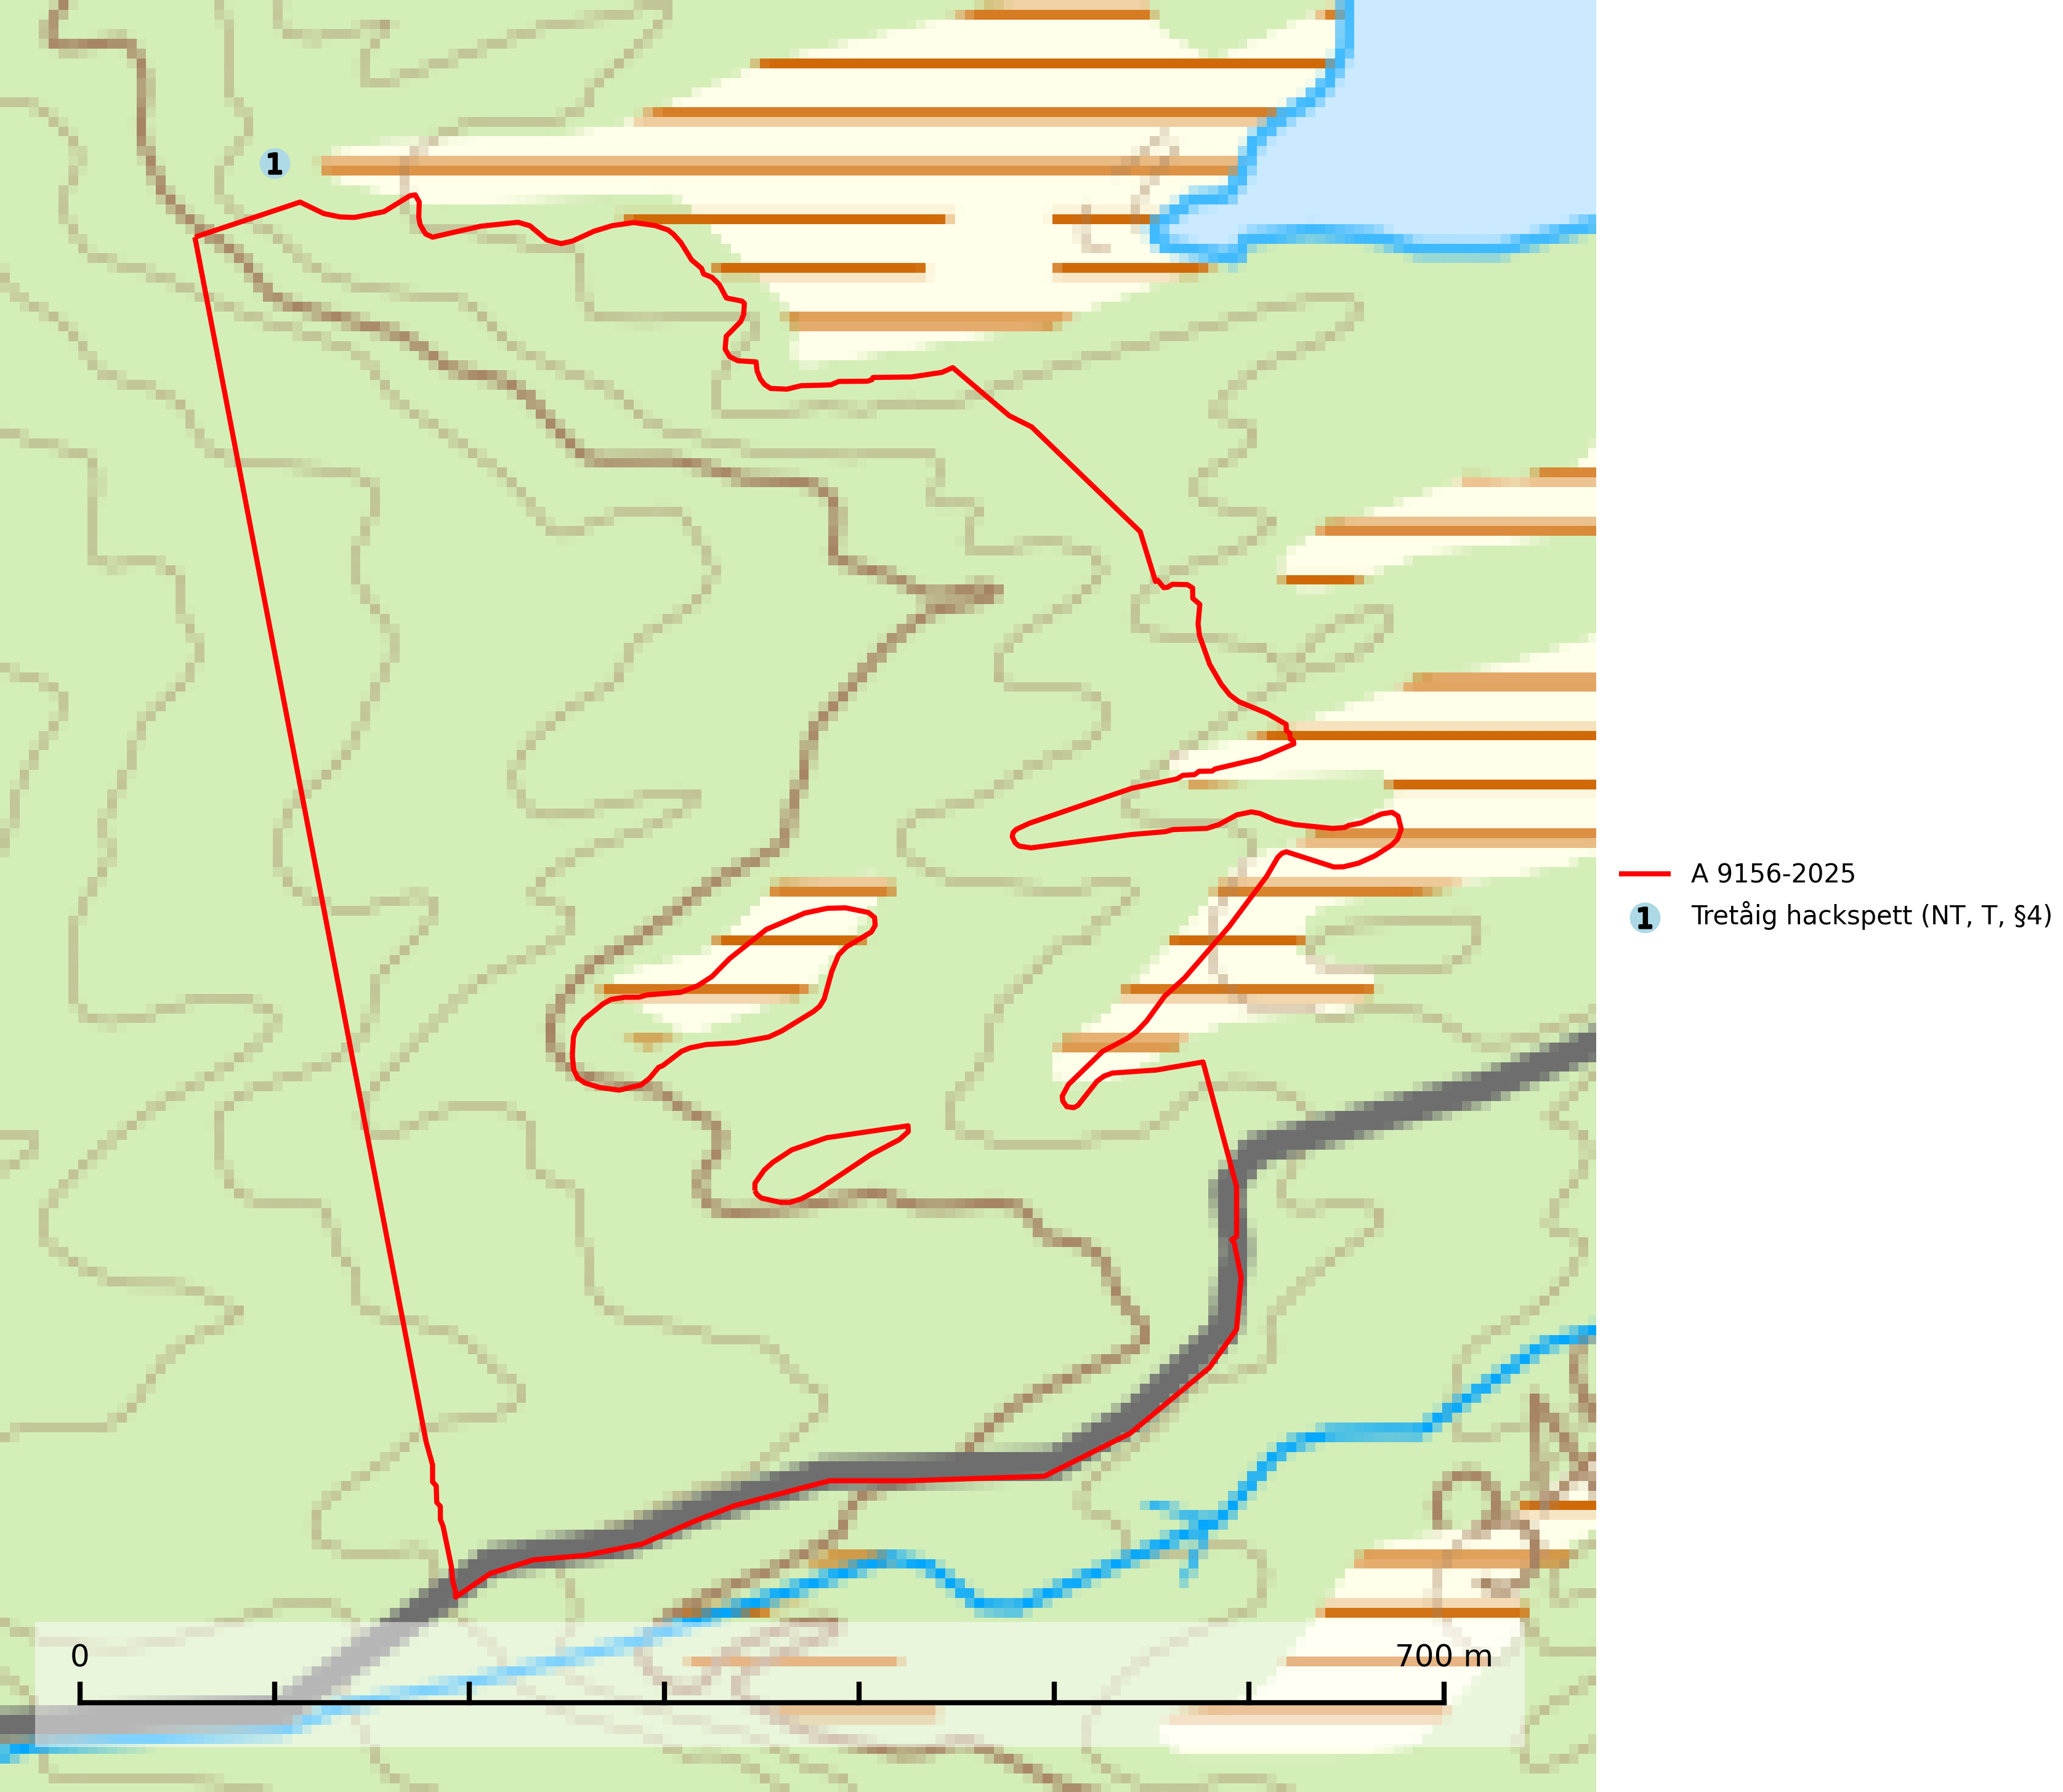 1
A 9156-2025
1 Tretåig hackspett (NT, T, §4)
0 700 m